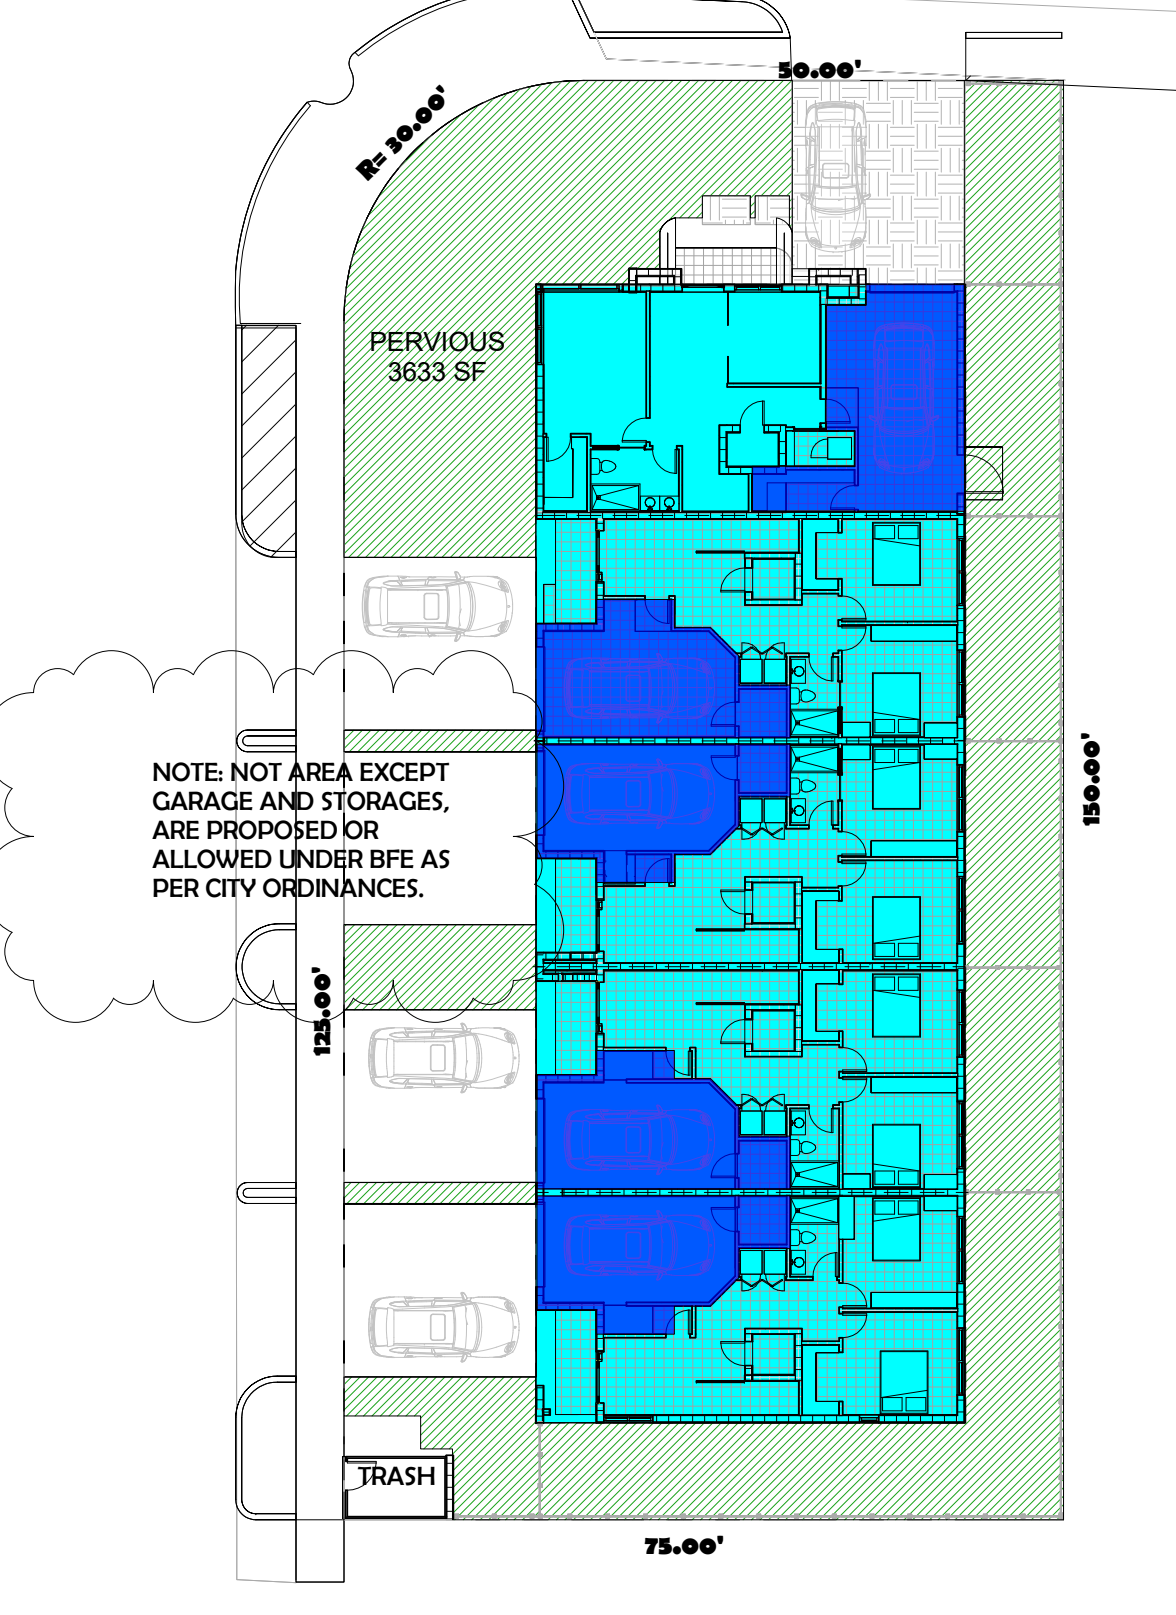 50.00'
R= 30.00'
PERVIOUS
3633 SF
NOTE: NOT AREA EXCEPT
GARAGE AND STORAGES,
ARE PROPOSED OR
ALLOWED UNDER BFE AS
PER CITY ORDINANCES.
150.00'
125.00'
TRASH
75.00'